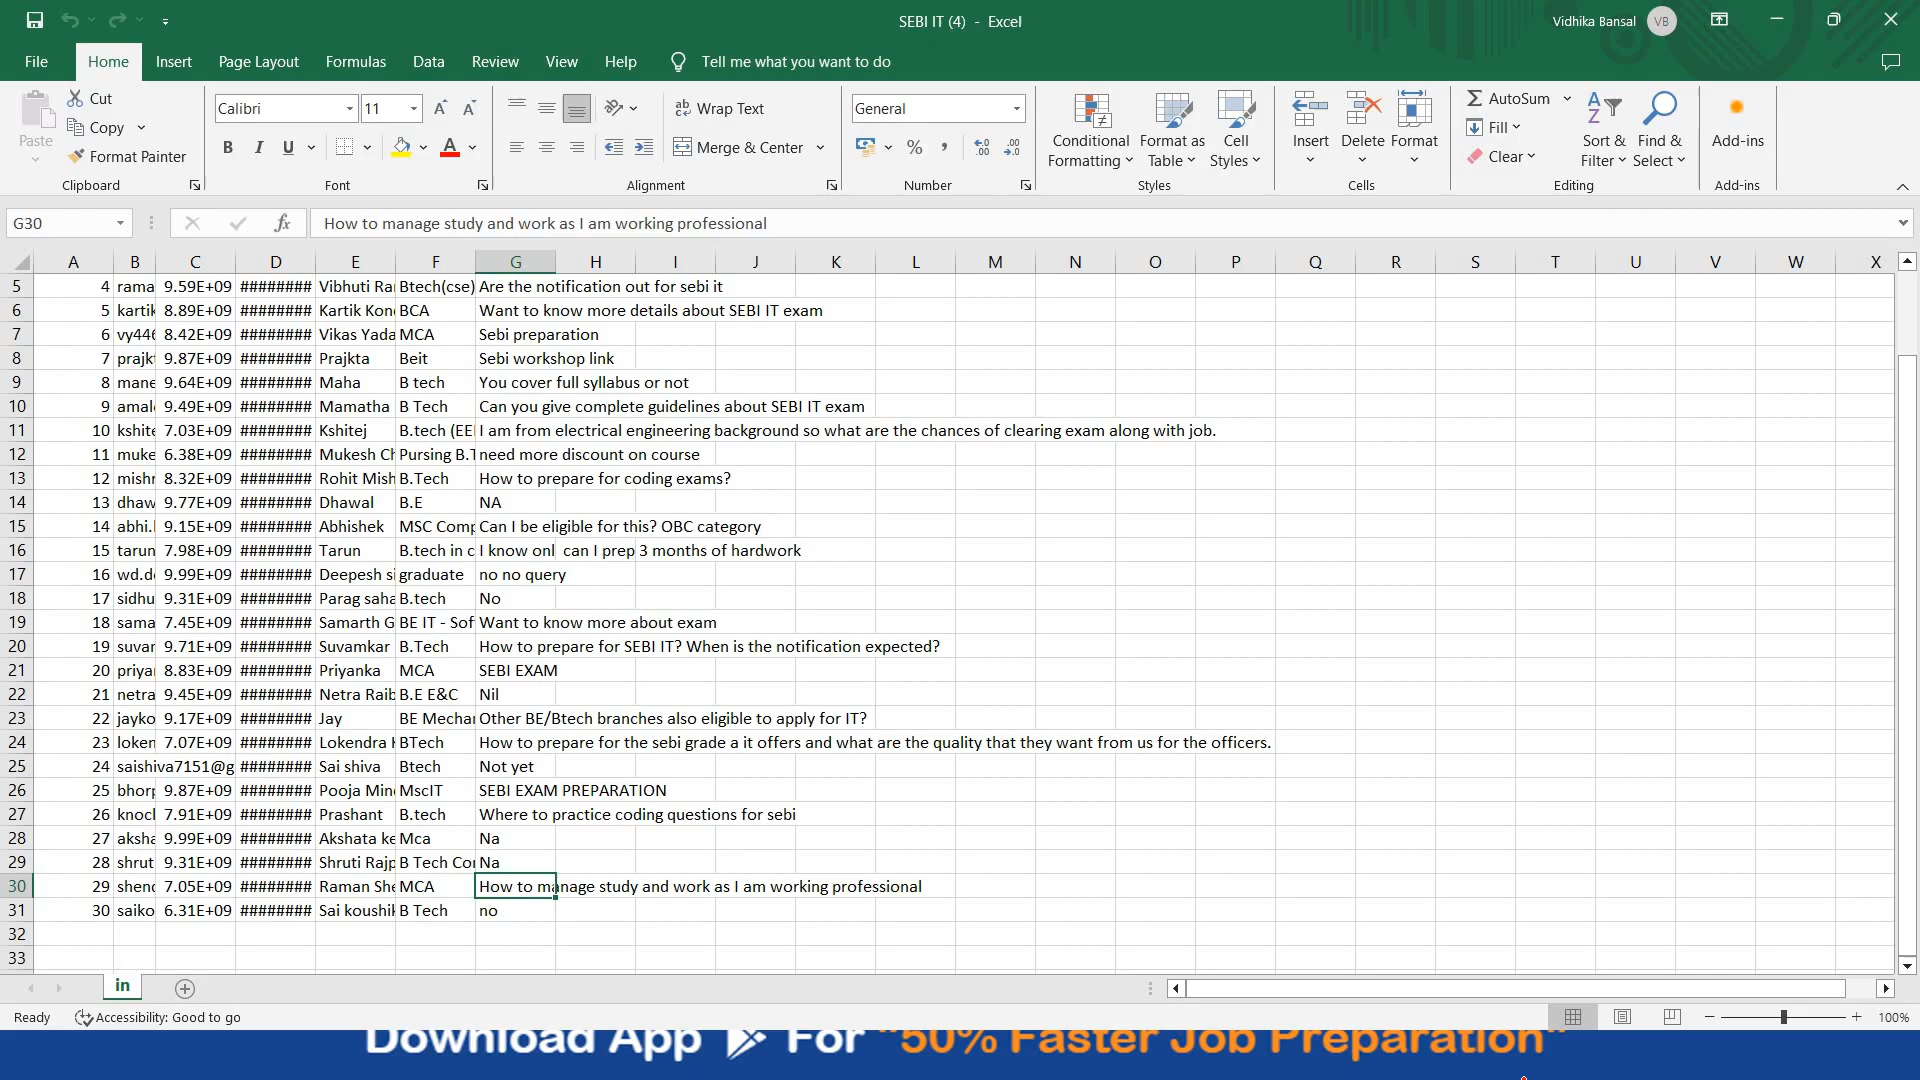 SEBI IT (4) - Excel
Vidhika Bansal VB
File Home Insert Page Layout Formulas Data Review View Help Tell me what you want to do
Paste Cut Copy Format Painter Clipboard
Calibri 11 B I U A Font
ab Wrap Text Merge & Center Alignment
General % , Number
Conditional Formatting Format as Table Cell Styles Styles
Insert Delete Format Cells
AutoSum Fill Clear Sort & Filter Find & Select Editing
Add-ins Add-ins
G30 fx How to manage study and work as I am working professional
A B C D E F G H I J K L M N O P Q R S T U V W X
5 4 rama 9.59E+09 ######## Vibhuti Rai Btech(cse) Are the notification out for sebi it
6 5 kartik 8.89E+09 ######## Kartik Kon BCA Want to know more details about SEBI IT exam
7 6 vy446 8.42E+09 ######## Vikas Yada MCA Sebi preparation
8 7 prajkt 9.87E+09 ######## Prajkta Beit Sebi workshop link
9 8 mane 9.64E+09 ######## Maha B tech You cover full syllabus or not
10 9 amal 9.49E+09 ######## Mamatha B Tech Can you give complete guidelines about SEBI IT exam
11 10 kshite 7.03E+09 ######## Kshitej B.tech (EE I am from electrical engineering background so what are the chances of clearing exam along with job.
12 11 muke 6.38E+09 ######## Mukesh Ch Pursing B.T need more discount on course
13 12 mishr 8.32E+09 ######## Rohit Mish B.Tech How to prepare for coding exams?
14 13 dhaw 9.77E+09 ######## Dhawal B.E NA
15 14 abhi. 9.15E+09 ######## Abhishek MSC Comp Can I be eligible for this? OBC category
16 15 tarun 7.98E+09 ######## Tarun B.tech in c I know onl can I prep 3 months of hardwork
17 16 wd.d 9.99E+09 ######## Deepesh si graduate no no query
18 17 sidhu 9.31E+09 ######## Parag saha B.tech No
19 18 sama 7.45E+09 ######## Samarth G BE IT - Sof Want to know more about exam
20 19 suvar 9.71E+09 ######## Suvamkar B.Tech How to prepare for SEBI IT? When is the notification expected?
21 20 priya 8.83E+09 ######## Priyanka MCA SEBI EXAM
22 21 netra 9.45E+09 ######## Netra Raib B.E E&C Nil
23 22 jayko 9.17E+09 ######## Jay BE Mechar Other BE/Btech branches also eligible to apply for IT?
24 23 loken 7.07E+09 ######## Lokendra BTech How to prepare for the sebi grade a it offers and what are the quality that they want from us for the officers.
25 24 saishiva7151@g ######## Sai shiva Btech Not yet
26 25 bhorp 9.87E+09 ######## Pooja Min MscIT SEBI EXAM PREPARATION
27 26 knocl 7.91E+09 ######## Prashant B.tech Where to practice coding questions for sebi
28 27 aksha 9.99E+09 ######## Akshata ke Mca Na
29 28 shrut 9.31E+09 ######## Shruti Rajp B Tech Cor Na
30 29 shenc 7.05E+09 ######## Raman She MCA How to manage study and work as I am working professional
31 30 saiko 6.31E+09 ######## Sai koushik B Tech no
32
33
in
Ready Accessibility: Good to go 100%
Download App For "50% Faster Job Preparation"